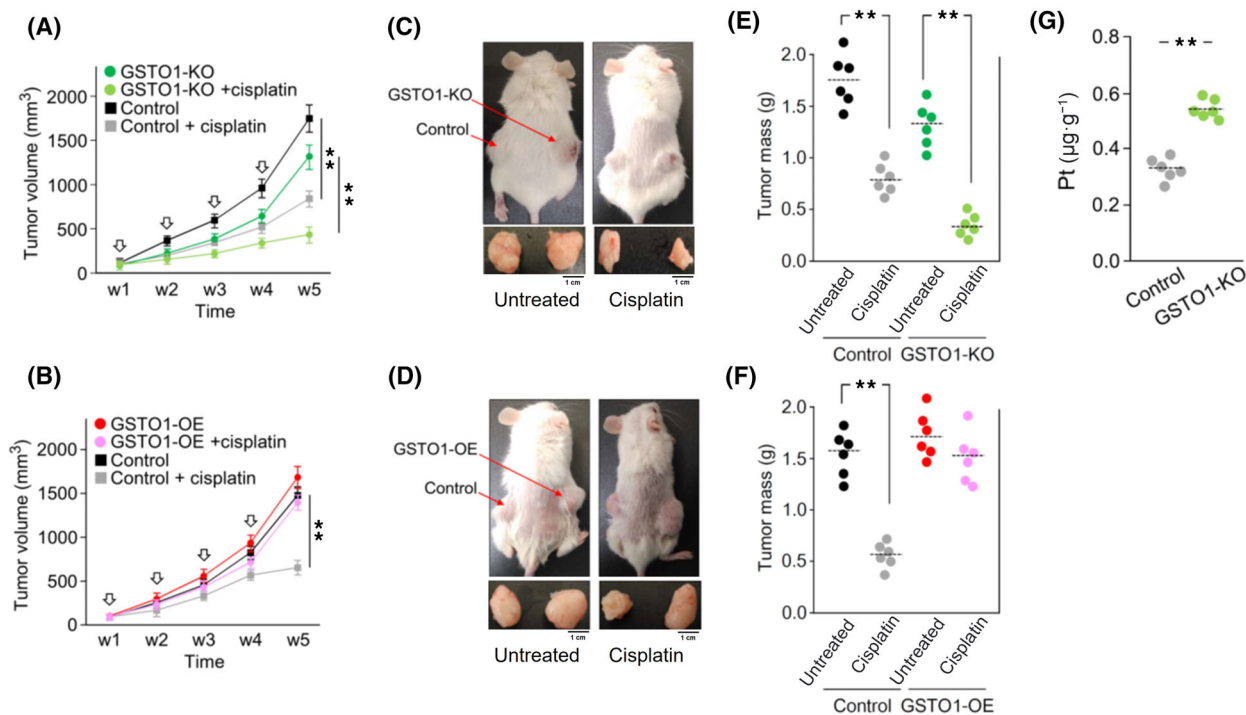 (A)
GSTO1-KO
GSTO1-KO +cisplatin
Control
Control + cisplatin
Tumor volume (mm³)
2000
1500
1000
500
0
**
**
w1 w2 w3 w4 w5
Time
(B)
GSTO1-OE
GSTO1-OE +cisplatin
Control
Control + cisplatin
Tumor volume (mm³)
2000
1500
1000
500
0
**
w1 w2 w3 w4 w5
Time
(C)
GSTO1-KO
Control
1 cm
1 cm
Untreated Cisplatin
(D)
GSTO1-OE
Control
1 cm
1 cm
Untreated Cisplatin
(E)
** **
Tumor mass (g)
2.0
1.5
1.0
0.5
0.0
Untreated Cisplatin Untreated Cisplatin
Control GSTO1-KO
(F)
**
Tumor mass (g)
2.0
1.5
1.0
0.5
0.0
Untreated Cisplatin Untreated Cisplatin
Control GSTO1-OE
(G)
**
Pt (µg·g⁻¹)
0.8
0.6
0.4
0.2
0.0
Control GSTO1-KO